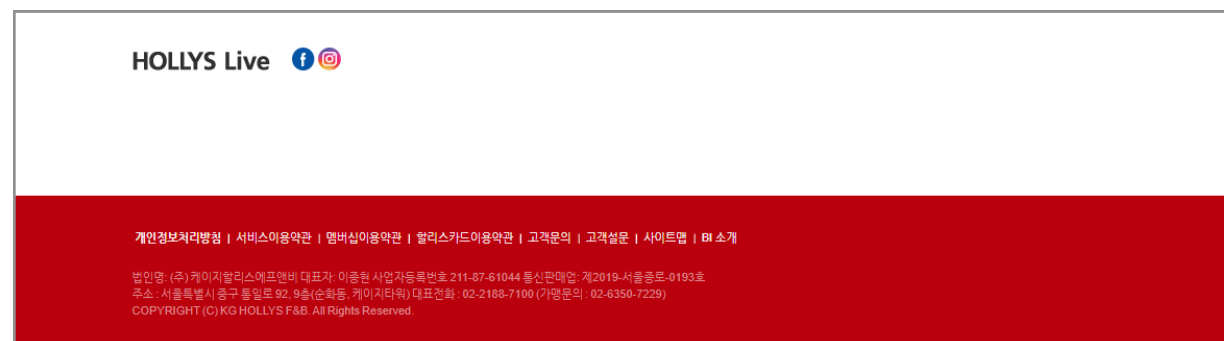 HOLLYS Live
개인정보처리방침 | 서비스이용약관 | 멤버십이용약관 | 할리스카드이용약관 | 고객문의 | 고객설문 | 사이트맵 | BI 소개
법인명: (주) 케이지할리스에프앤비 대표자: 이종현 사업자등록번호 211-87-61044 통신판매업: 제2019-서울종로-0193호
주소 : 서울특별시 중구 통일로 92, 9층(순화동, 케이지타워) 대표전화 : 02-2188-7100 (가맹문의 : 02-6350-7229)
COPYRIGHT (C) KG HOLLYS F&B. All Rights Reserved.